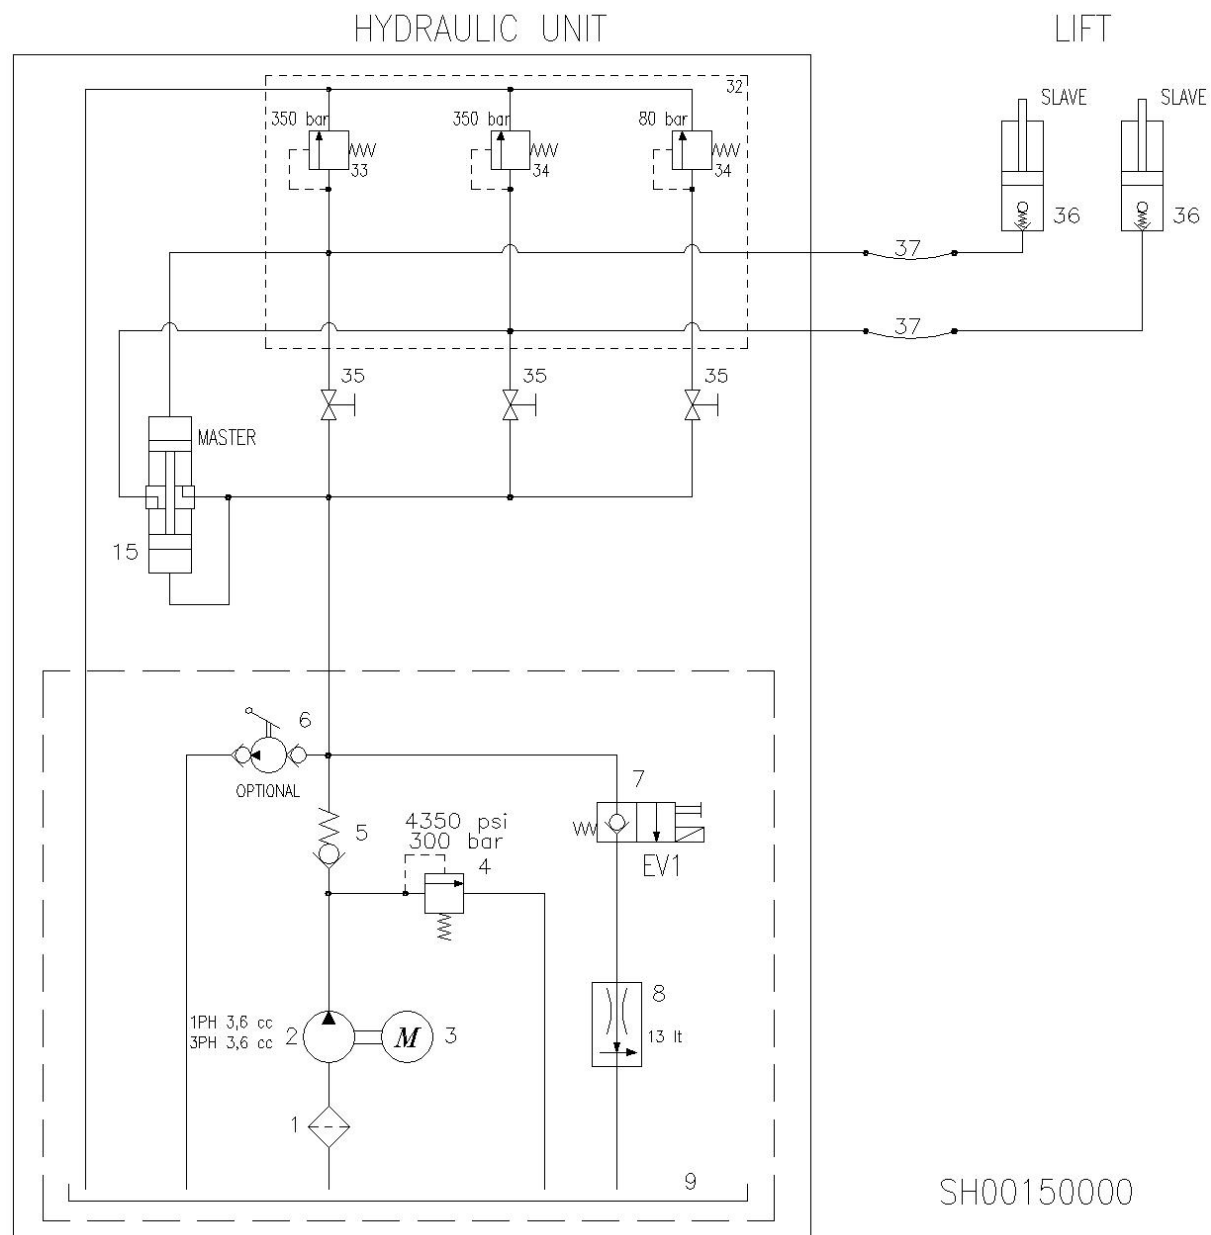 HYDRAULIC UNIT
LIFT
32
SLAVE
SLAVE
350 bar
350 bar
80 bar
33
34
34
36
36
37
37
35
35
35
MASTER
15
6
OPTIONAL
7
4350 psi
300 bar
5
4
EV1
8
1PH 3,6 cc
3PH 3,6 cc
2
M
3
13 lt
1
9
SH00150000